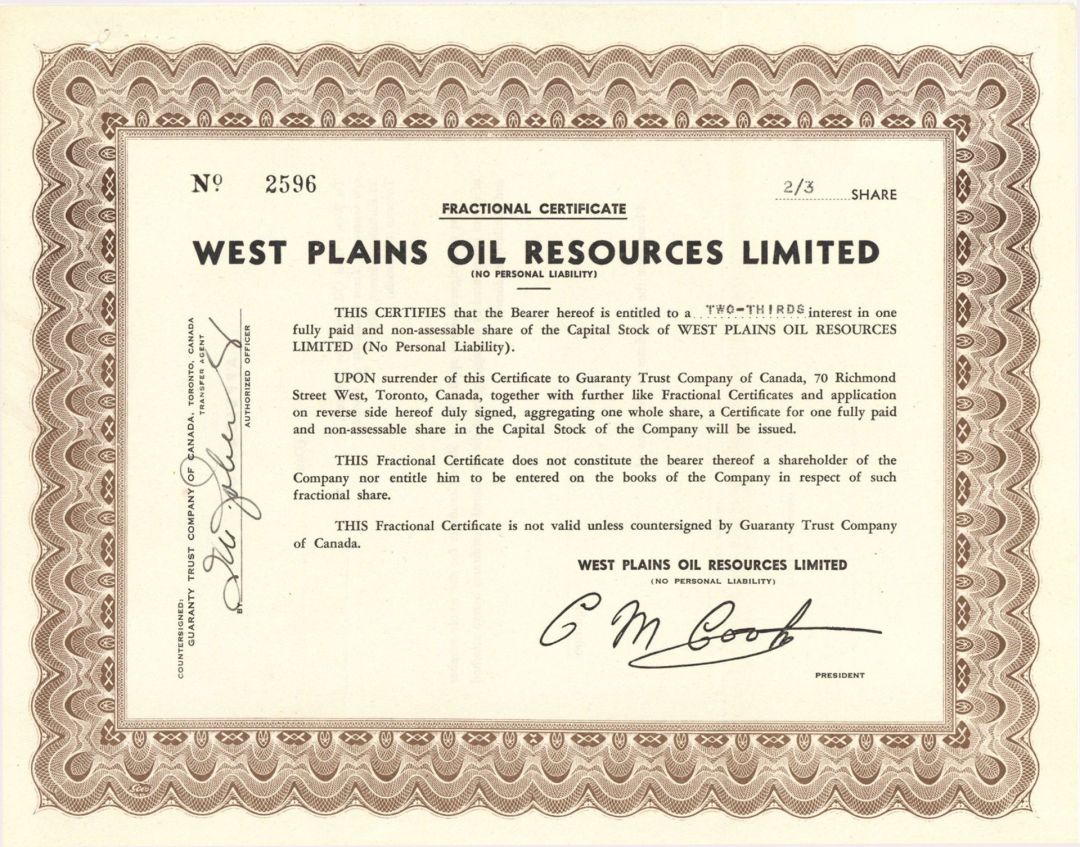 Nº 2596
2/3 SHARE
FRACTIONAL CERTIFICATE
WEST PLAINS OIL RESOURCES LIMITED
(NO PERSONAL LIABILITY)
THIS CERTIFIES that the Bearer hereof is entitled to a TWO-THIRDS interest in one
fully paid and non-assessable share of the Capital Stock of WEST PLAINS OIL RESOURCES
LIMITED (No Personal Liability).
UPON surrender of this Certificate to Guaranty Trust Company of Canada, 70 Richmond
Street West, Toronto, Canada, together with further like Fractional Certificates and application
on reverse side hereof duly signed, aggregating one whole share, a Certificate for one fully paid
and non-assessable share in the Capital Stock of the Company will be issued.
THIS Fractional Certificate does not constitute the bearer thereof a shareholder of the
Company nor entitle him to be entered on the books of the Company in respect of such
fractional share.
THIS Fractional Certificate is not valid unless countersigned by Guaranty Trust Company
of Canada.
WEST PLAINS OIL RESOURCES LIMITED
(NO PERSONAL LIABILITY)
C M Cook
PRESIDENT
COUNTERSIGNED:
GUARANTY TRUST COMPANY OF CANADA, TORONTO, CANADA
TRANSFER AGENT
BY
AUTHORIZED OFFICER